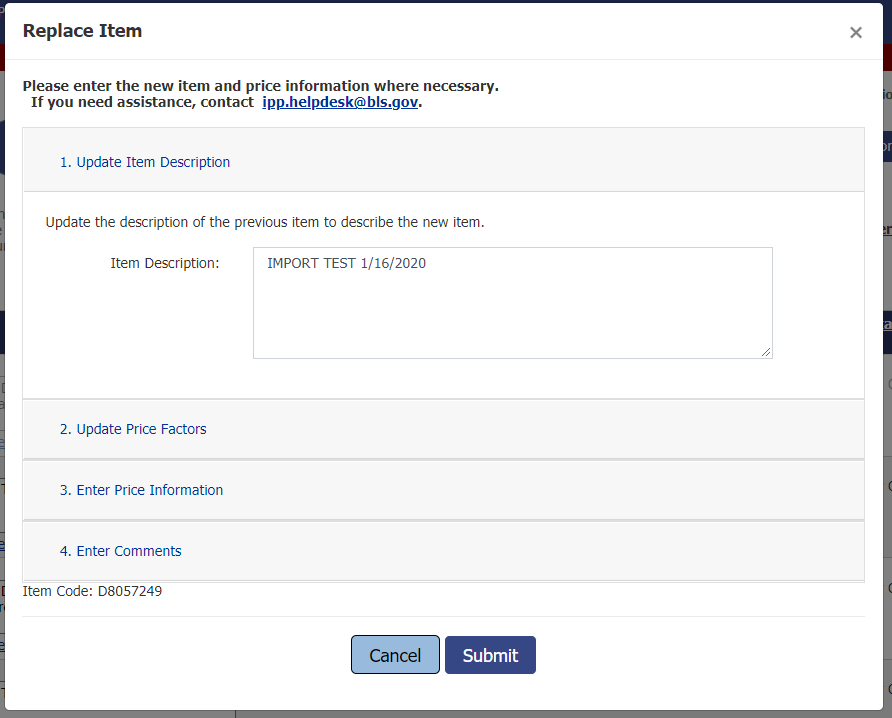 Replace Item
×
Please enter the new item and price information where necessary.
If you need assistance, contact ipp.helpdesk@bls.gov.
1. Update Item Description
Update the description of the previous item to describe the new item.
Item Description:
IMPORT TEST 1/16/2020
2. Update Price Factors
3. Enter Price Information
4. Enter Comments
Item Code: D8057249
Cancel
Submit